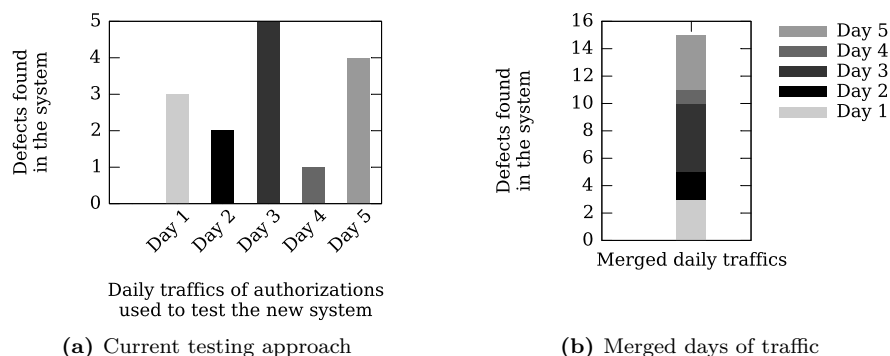 5
4
3
2
1
0
Defects found
in the system
Day 1
Day 2
Day 3
Day 4
Day 5
Daily traffics of authorizations
used to test the new system
(a) Current testing approach
16
14
12
10
8
6
4
2
0
Defects found
in the system
Merged daily traffics
Day 5
Day 4
Day 3
Day 2
Day 1
(b) Merged days of traffic